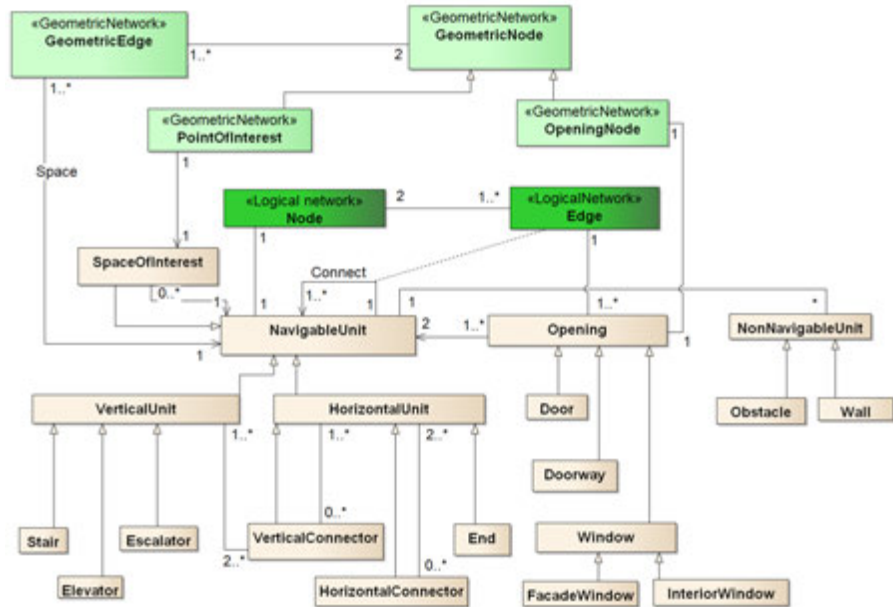 «GeometricNetwork»
GeometricEdge
«GeometricNetwork»
GeometricNode
1..*
2
1..*
«GeometricNetwork»
PointOfInterest
«GeometricNetwork»
OpeningNode
1
1
Space
«Logical network»
Node
2
1..*
«LogicalNetwork»
Edge
1
1
1
SpaceOfInterest
Connect
0..*
1
1
1..*
1
1
1..*
*
NavigableUnit
2
1..*
Opening
1
NonNavigableUnit
1
VerticalUnit
HorizontalUnit
Door
Obstacle
Wall
1..*
1..*
2..*
Doorway
0..*
Stair
Escalator
VerticalConnector
End
Window
2..*
0..*
Elevator
HorizontalConnector
FacadeWindow
InteriorWindow